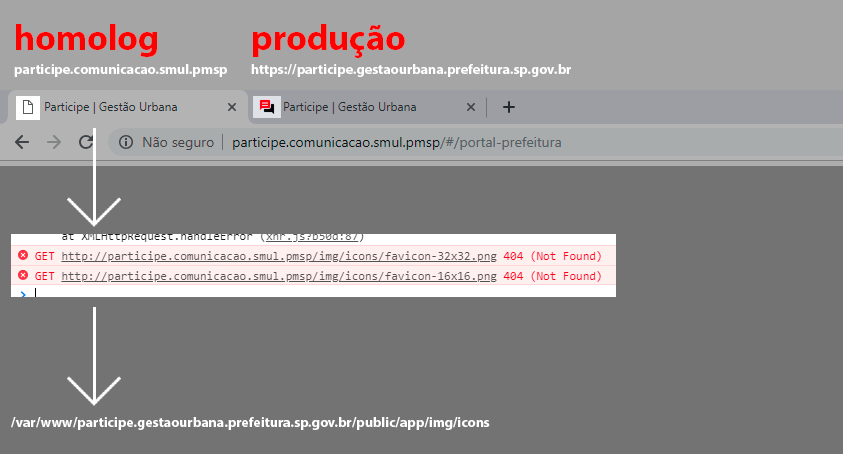 homolog
participe.comunicacao.smul.pmsp
produção
https://participe.gestaourbana.prefeitura.sp.gov.br
Participe | Gestão Urbana
Participe | Gestão Urbana
Não seguro | participe.comunicacao.smul.pmsp/#/portal-prefeitura
at XMLHttpRequest.handleError (xhr.js?b50d:87)
GET http://participe.comunicacao.smul.pmsp/img/icons/favicon-32x32.png 404 (Not Found)
GET http://participe.comunicacao.smul.pmsp/img/icons/favicon-16x16.png 404 (Not Found)
/var/www/participe.gestaourbana.prefeitura.sp.gov.br/public/app/img/icons